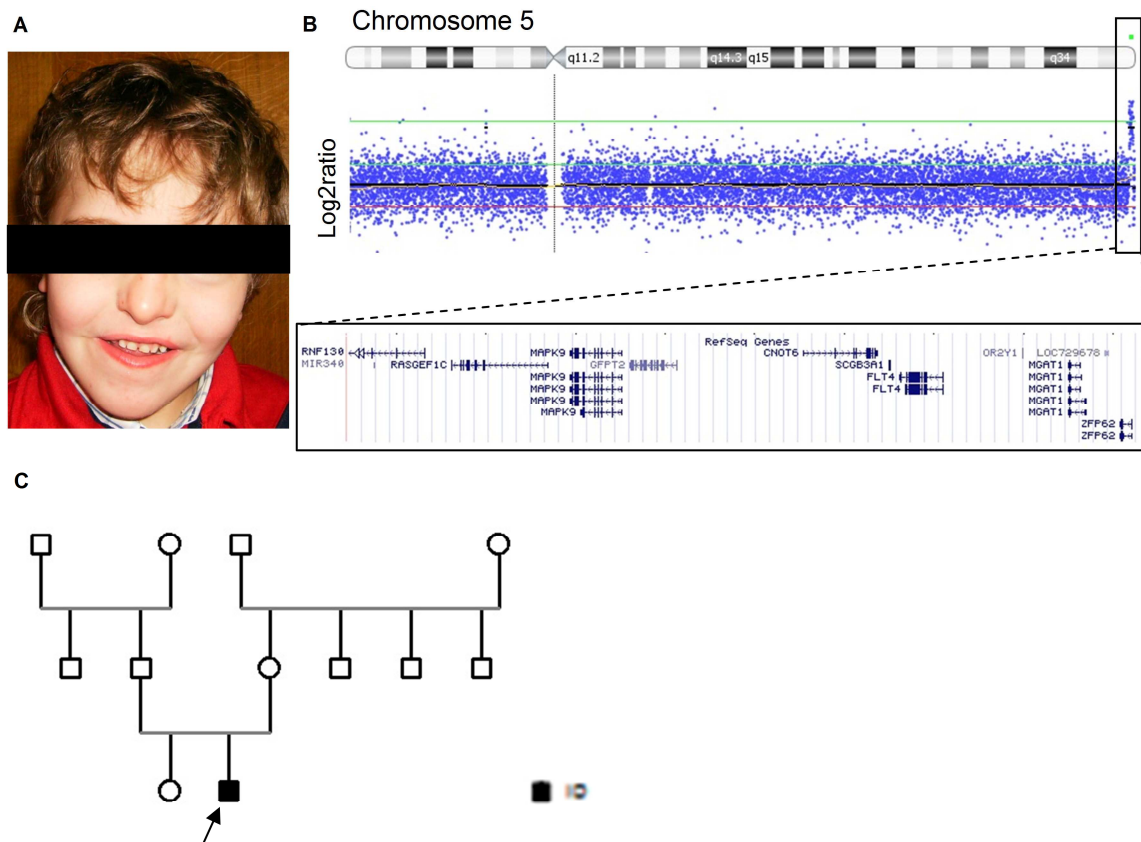 A
B
Chromosome 5
q11.2 q14.3 q15 q34
Log2ratio
RefSeq Genes
RNF130 MAPK9 CNOT6 OR2Y1 LOC729678
MIR340 RASGEF1C MAPK9 GFPT2 SCGB3A1 MGAT1
MAPK9 FLT4 MGAT1
MAPK9 FLT4 MGAT1
MAPK9 MGAT1
MAPK9 MGAT1
ZFP62
ZFP62
C
ID